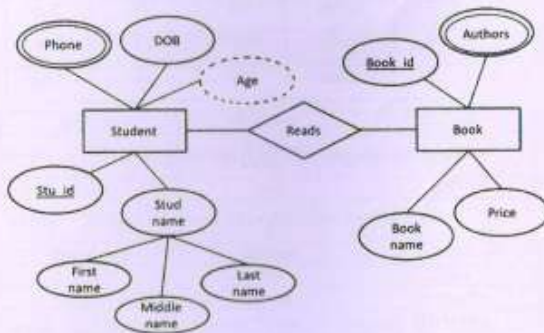 Phone
DOB
Age
Book_id
Authors
Student
Reads
Book
Stu_id
Stud
name
Book
name
Price
First
name
Middle
name
Last
name